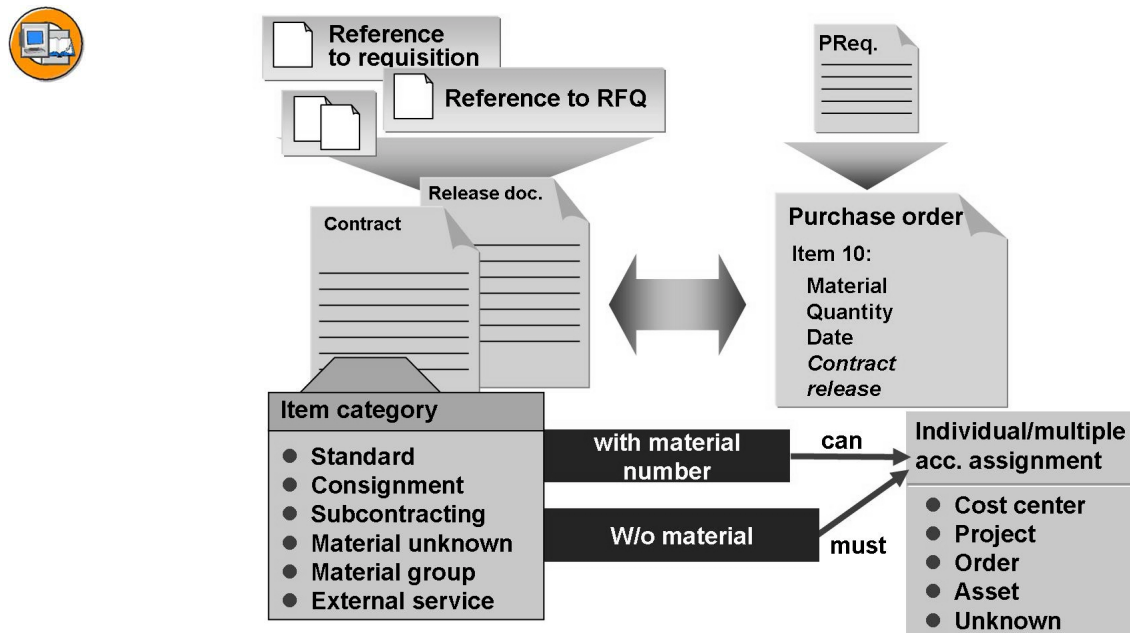 Reference
to requisition
Reference to RFQ
PReq.
Release doc.
Contract
Purchase order
Item 10:
Material
Quantity
Date
Contract
release
Item category
Standard
Consignment
Subcontracting
Material unknown
Material group
External service
with material
number
W/o material
can
must
Individual/multiple
acc. assignment
Cost center
Project
Order
Asset
Unknown